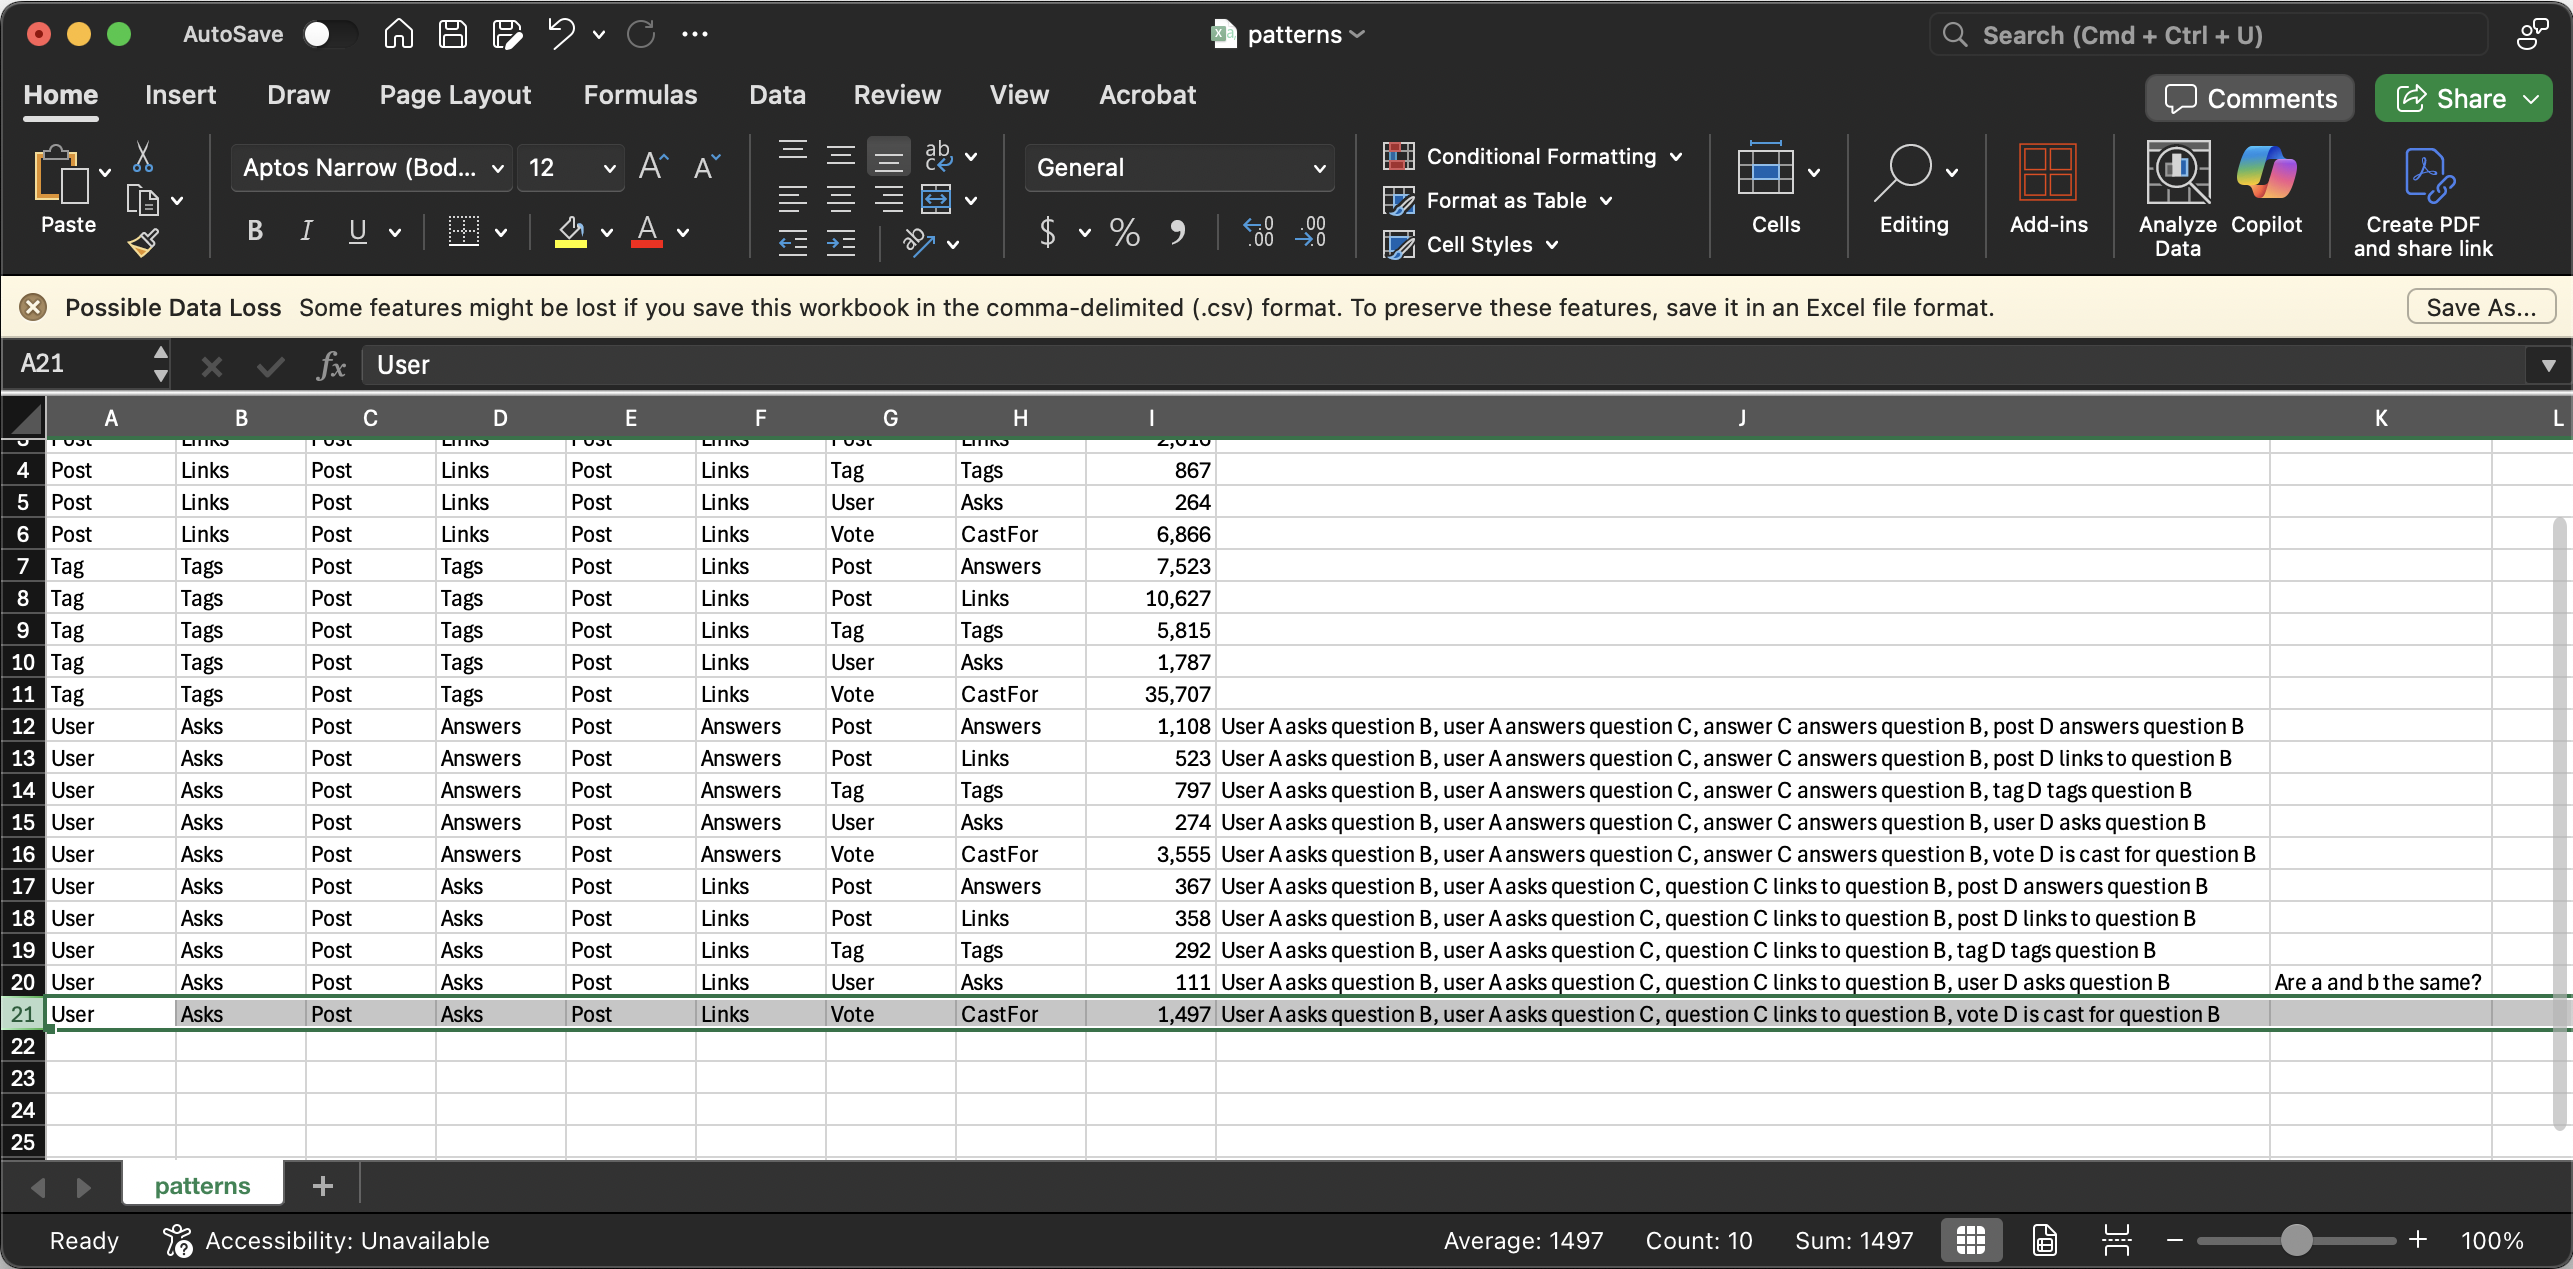 AutoSave
patterns
Search (Cmd + Ctrl + U)
Home Insert Draw Page Layout Formulas Data Review View Acrobat
Comments
Share
Paste
Aptos Narrow (Bod... 12
General
Conditional Formatting
Format as Table
Cell Styles
Cells
Editing
Add-ins
Analyze Data
Copilot
Create PDF and share link
Possible Data Loss Some features might be lost if you save this workbook in the comma-delimited (.csv) format. To preserve these features, save it in an Excel file format. Save As...
A21 fx User
A B C D E F G H I J K L
4 Post Links Post Links Post Links Tag Tags 867
5 Post Links Post Links Post Links User Asks 264
6 Post Links Post Links Post Links Vote CastFor 6,866
7 Tag Tags Post Tags Post Links Post Answers 7,523
8 Tag Tags Post Tags Post Links Post Links 10,627
9 Tag Tags Post Tags Post Links Tag Tags 5,815
10 Tag Tags Post Tags Post Links User Asks 1,787
11 Tag Tags Post Tags Post Links Vote CastFor 35,707
12 User Asks Post Answers Post Answers Post Answers 1,108 User A asks question B, user A answers question C, answer C answers question B, post D answers question B
13 User Asks Post Answers Post Answers Post Links 523 User A asks question B, user A answers question C, answer C answers question B, post D links to question B
14 User Asks Post Answers Post Answers Tag Tags 797 User A asks question B, user A answers question C, answer C answers question B, tag D tags question B
15 User Asks Post Answers Post Answers User Asks 274 User A asks question B, user A answers question C, answer C answers question B, user D asks question B
16 User Asks Post Answers Post Answers Vote CastFor 3,555 User A asks question B, user A answers question C, answer C answers question B, vote D is cast for question B
17 User Asks Post Asks Post Links Post Answers 367 User A asks question B, user A asks question C, question C links to question B, post D answers question B
18 User Asks Post Asks Post Links Post Links 358 User A asks question B, user A asks question C, question C links to question B, post D links to question B
19 User Asks Post Asks Post Links Tag Tags 292 User A asks question B, user A asks question C, question C links to question B, tag D tags question B
20 User Asks Post Asks Post Links User Asks 111 User A asks question B, user A asks question C, question C links to question B, user D asks question B Are a and b the same?
21 User Asks Post Asks Post Links Vote CastFor 1,497 User A asks question B, user A asks question C, question C links to question B, vote D is cast for question B
22
23
24
25
patterns
Ready Accessibility: Unavailable Average: 1497 Count: 10 Sum: 1497 100%